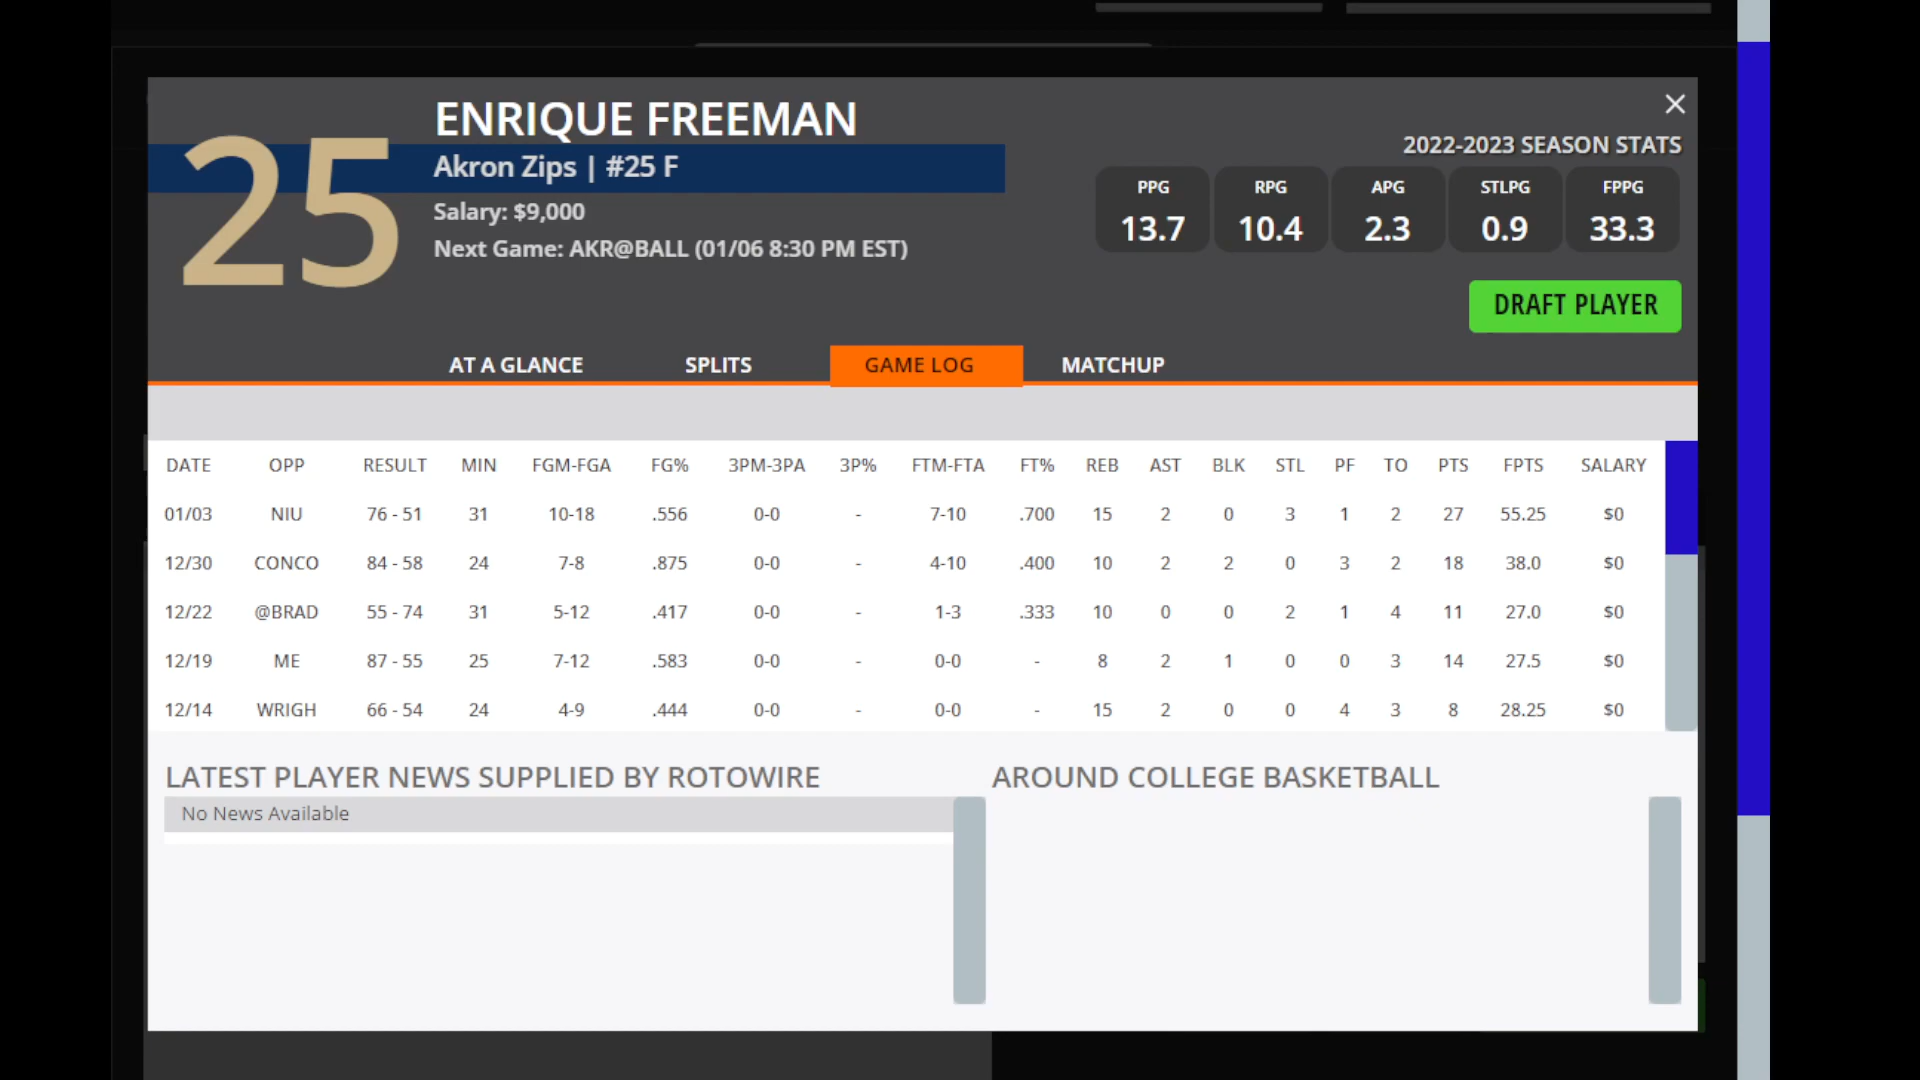 ENRIQUE FREEMAN
25
Akron Zips | #25 F
Salary: $9,000
Next Game: AKR@BALL (01/06 8:30 PM EST)
2022-2023 SEASON STATS
PPG RPG APG STLPG FPPG
13.7 10.4 2.3 0.9 33.3
DRAFT PLAYER
AT A GLANCE SPLITS GAME LOG MATCHUP
DATE OPP RESULT MIN FGM-FGA FG% 3PM-3PA 3P% FTM-FTA FT% REB AST BLK STL PF TO PTS FPTS SALARY
01/03 NIU 76 - 51 31 10-18 .556 0-0 - 7-10 .700 15 2 0 3 1 2 27 55.25 $0
12/30 CONCO 84 - 58 24 7-8 .875 0-0 - 4-10 .400 10 2 2 0 3 2 18 38.0 $0
12/22 @BRAD 55 - 74 31 5-12 .417 0-0 - 1-3 .333 10 0 0 2 1 4 11 27.0 $0
12/19 ME 87 - 55 25 7-12 .583 0-0 - 0-0 - 8 2 1 0 0 3 14 27.5 $0
12/14 WRIGH 66 - 54 24 4-9 .444 0-0 - 0-0 - 15 2 0 0 4 3 8 28.25 $0
LATEST PLAYER NEWS SUPPLIED BY ROTOWIRE
No News Available
AROUND COLLEGE BASKETBALL